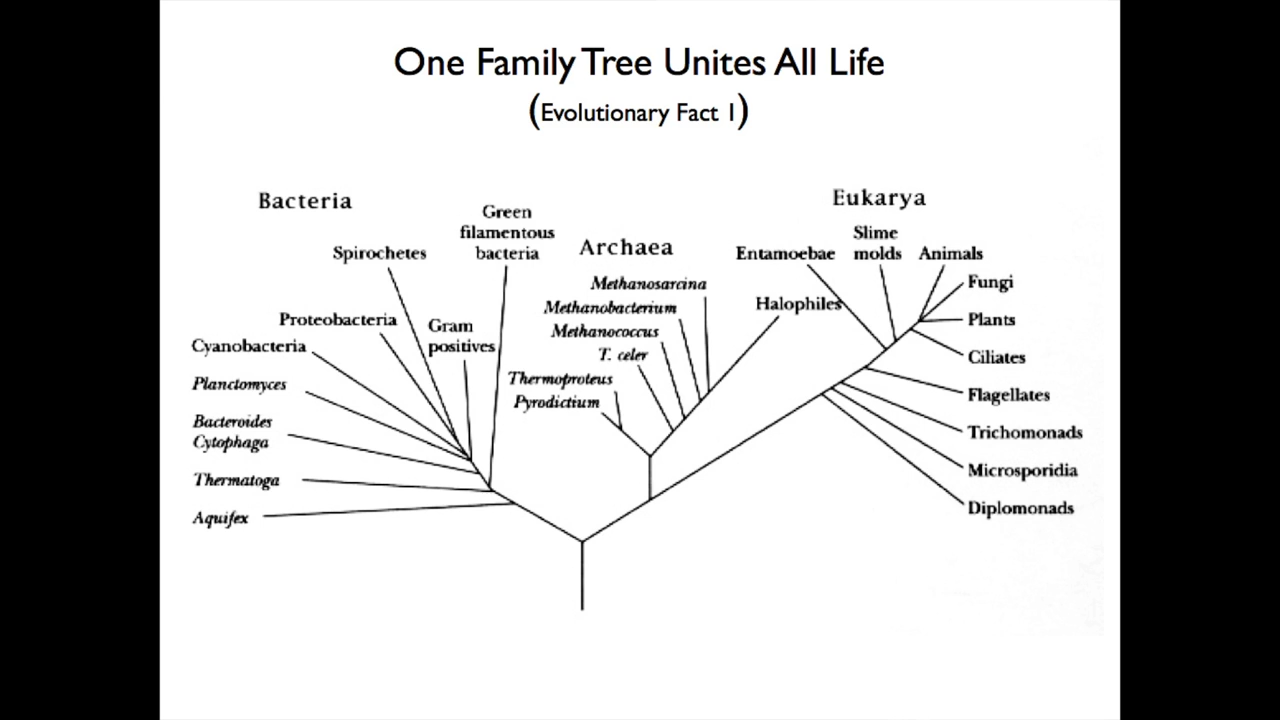 One Family Tree Unites All Life
(Evolutionary Fact 1)
Bacteria
Spirochetes
Green
filamentous
bacteria
Proteobacteria
Gram
positives
Cyanobacteria
Planctomyces
Bacteroides
Cytophaga
Thermatoga
Aquifex
Archaea
Methanosarcina
Methanobacterium
Methanococcus
T. celer
Thermoproteus
Pyrodictium
Halophiles
Eukarya
Entamoebae
Slime
molds
Animals
Fungi
Plants
Ciliates
Flagellates
Trichomonads
Microsporidia
Diplomonads